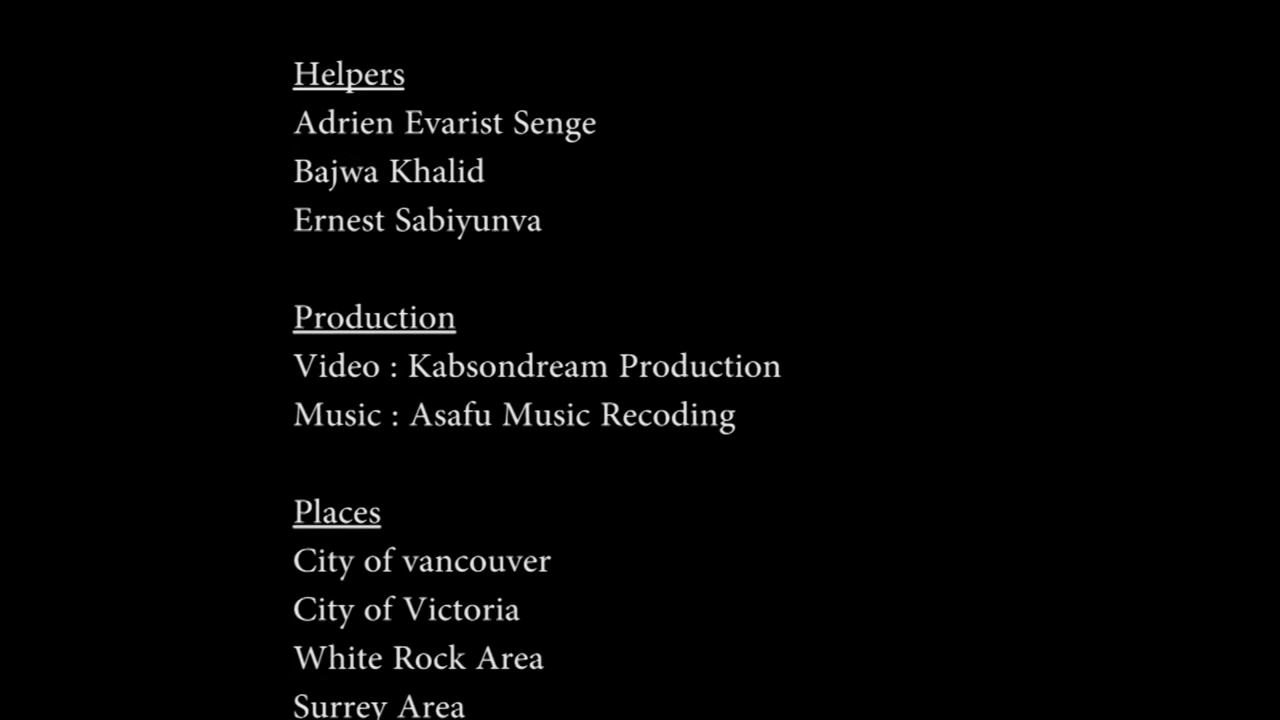 Helpers
Adrien Evarist Senge
Bajwa Khalid
Ernest Sabiyunva
Production
Video : Kabsondream Production
Music : Asafu Music Recoding
Places
City of vancouver
City of Victoria
White Rock Area
Surrey Area